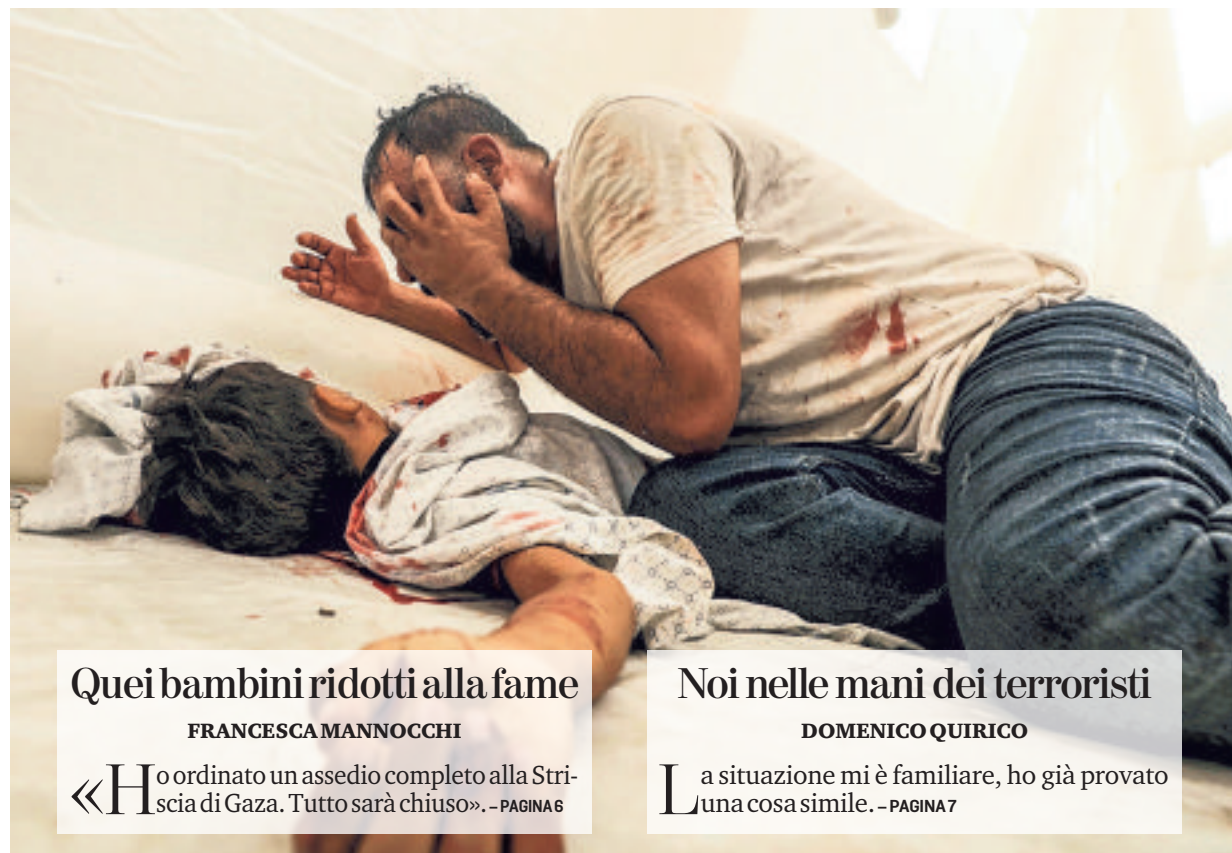 Quei bambini ridotti alla fame
FRANCESCA MANNOCCHI
«Ho ordinato un assedio completo alla Stri-
scia di Gaza. Tutto sarà chiuso». – PAGINA 6
Noi nelle mani dei terroristi
DOMENICO QUIRICO
La situazione mi è familiare, ho già provato
una cosa simile. – PAGINA 7